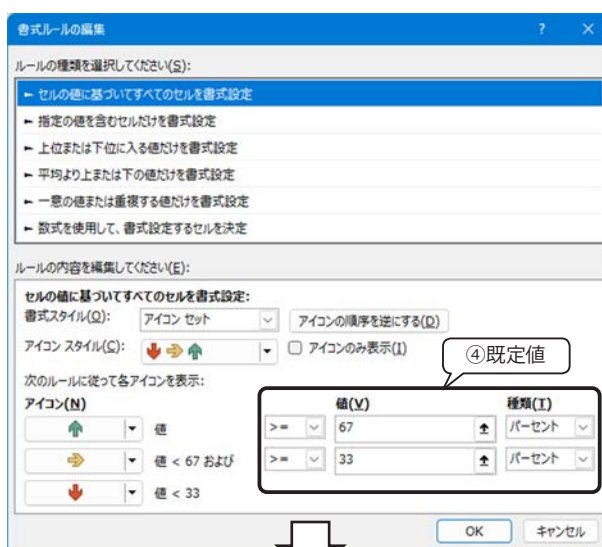 書式ルールの編集 ? ×
ルールの種類を選択してください(S):
► セルの値に基づいてすべてのセルを書式設定
► 指定の値を含むセルだけを書式設定
► 上位または下位に入る値だけを書式設定
► 平均より上または下の値だけを書式設定
► 一意の値または重複する値だけを書式設定
► 数式を使用して、書式設定するセルを決定
ルールの内容を編集してください(E):
セルの値に基づいてすべてのセルを書式設定:
書式スタイル(O): アイコン セット アイコンの順序を逆にする(D)
アイコン スタイル(C): アイコンのみ表示(I)
④既定値
次のルールに従って各アイコンを表示:
アイコン(N) 値(V) 種類(T)
値 >= 67 パーセント
値 < 67 および >= 33 パーセント
値 < 33
OK キャンセル